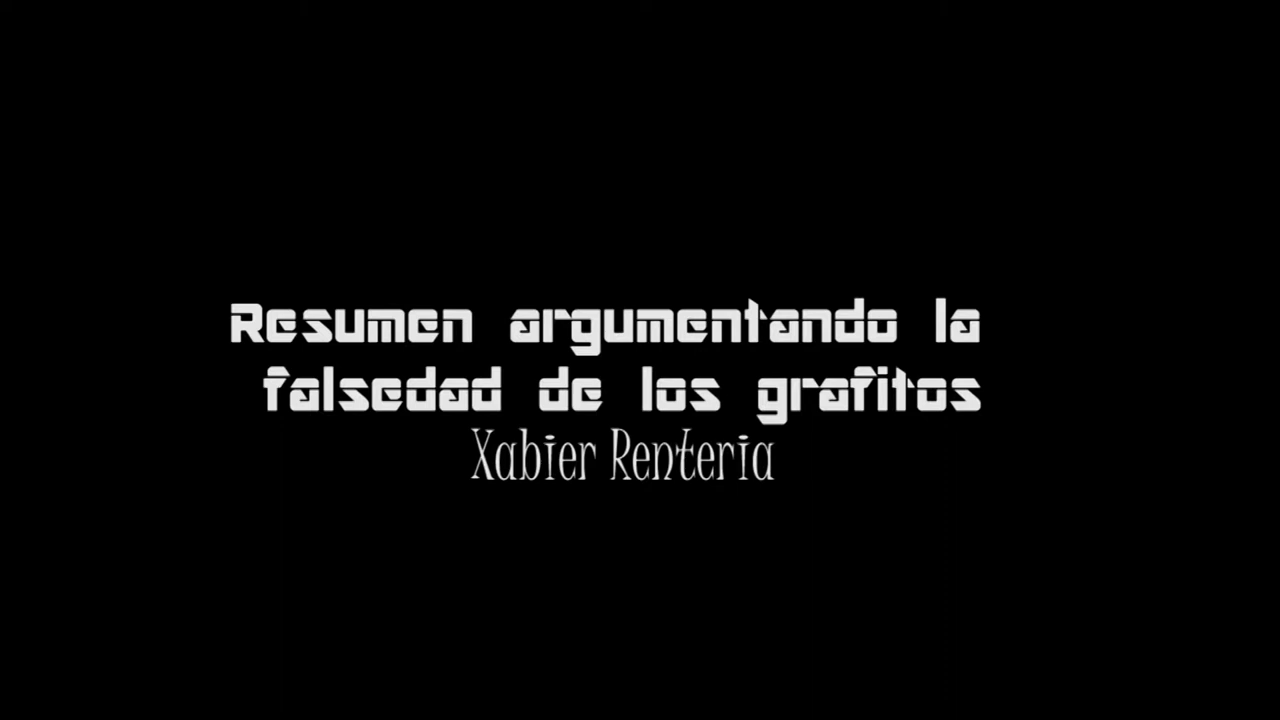 Resumen argumentando la
falsedad de los grafitos
Xabier Renteria